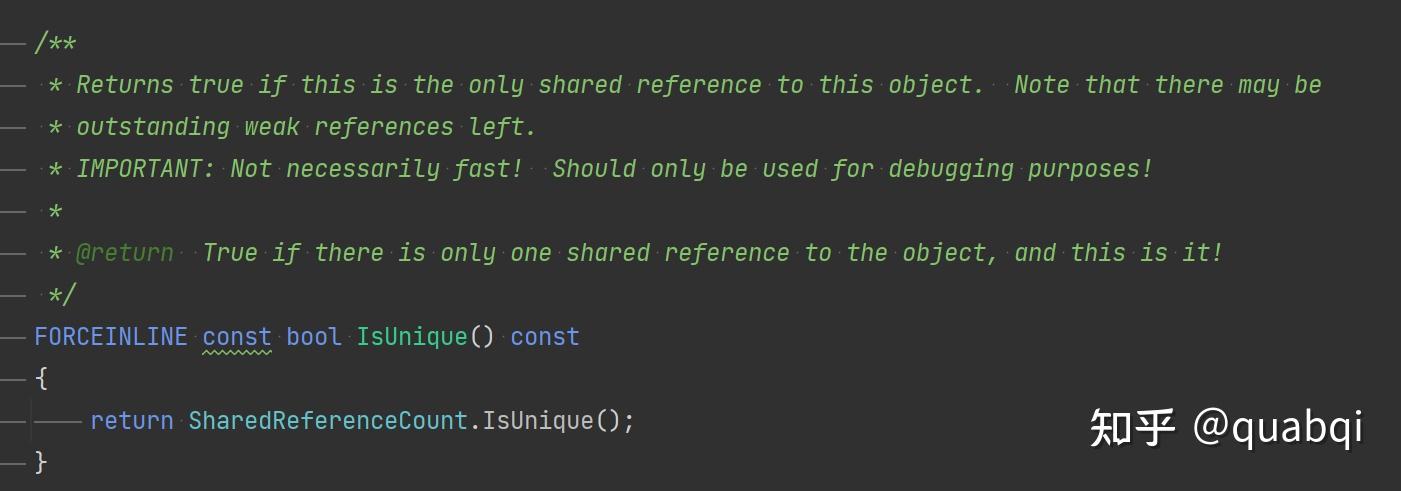 /**
 * Returns true if this is the only shared reference to this object.  Note that there may be
 * outstanding weak references left.
 * IMPORTANT: Not necessarily fast!  Should only be used for debugging purposes!
 *
 * @return  True if there is only one shared reference to the object, and this is it!
 */
FORCEINLINE const bool IsUnique() const
{
    return SharedReferenceCount.IsUnique();
}
知乎 @quabqi